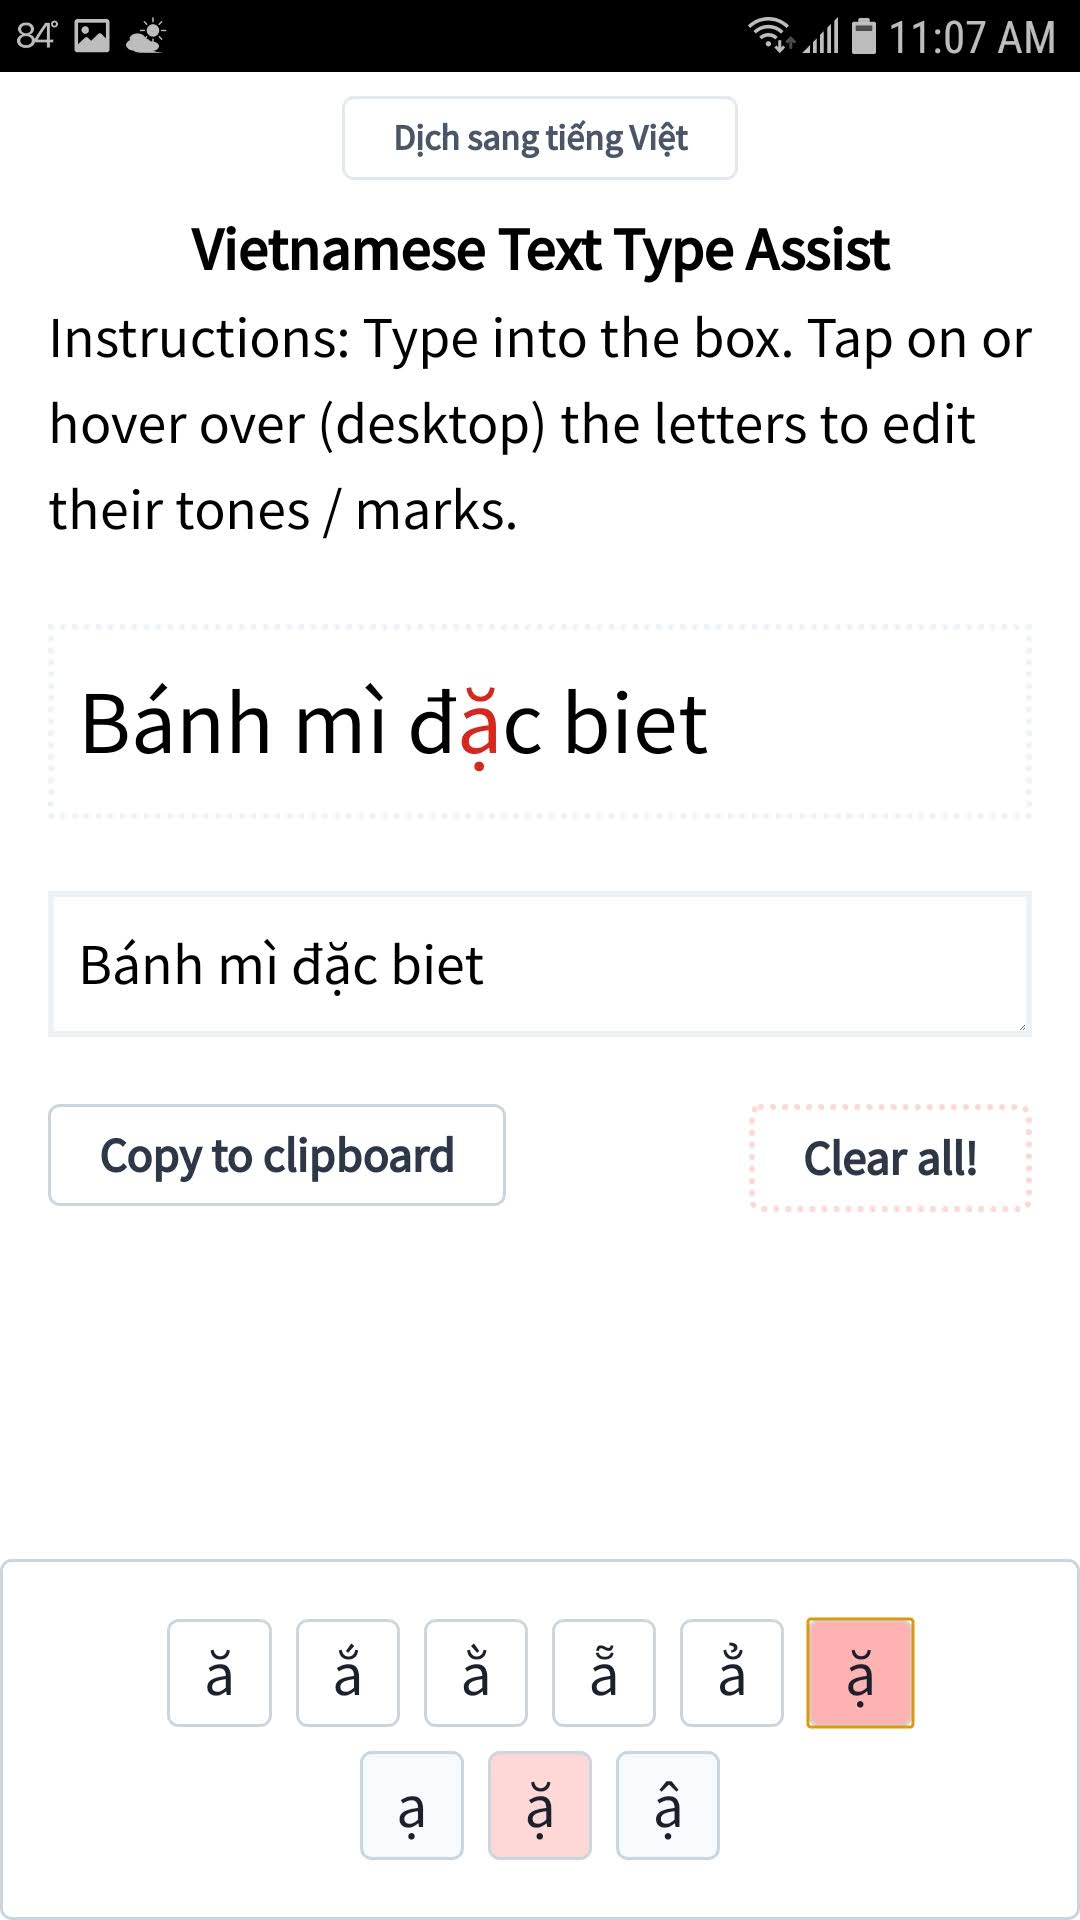 84° 11:07 AM
Dịch sang tiếng Việt
Vietnamese Text Type Assist
Instructions: Type into the box. Tap on or
hover over (desktop) the letters to edit
their tones / marks.
Bánh mì đặc biet
Bánh mì đặc biet
Copy to clipboard Clear all!
ă ắ ằ ẵ ẳ ặ
ạ ặ ậ